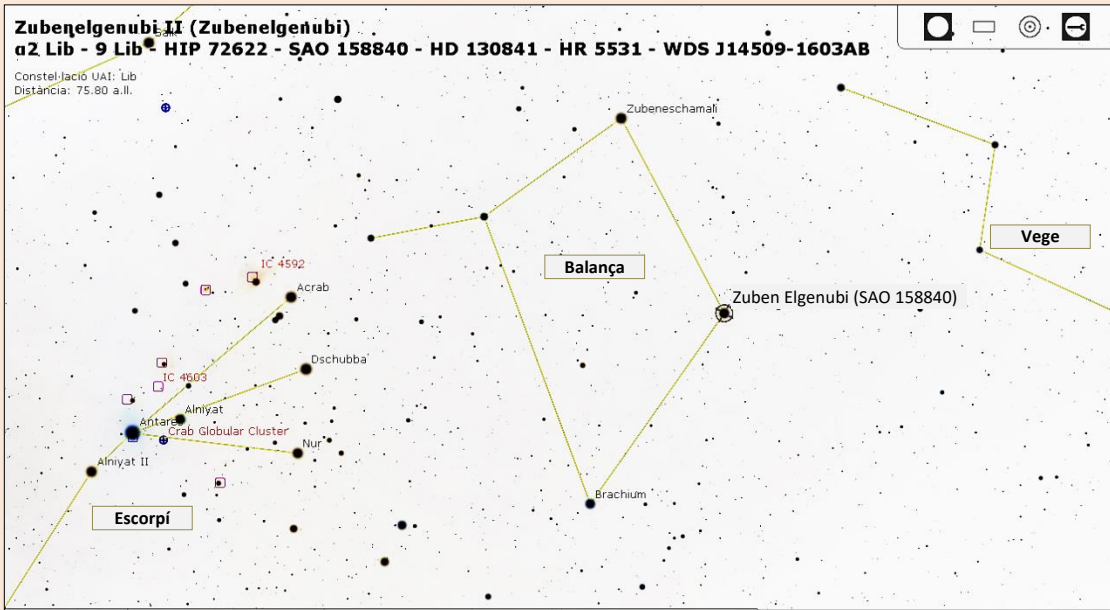 Zubenelgenubi II (Zubenelgenubi)
Saik
α2 Lib - 9 Lib - HIP 72622 - SAO 158840 - HD 130841 - HR 5531 - WDS J14509-1603AB
Constel·lació UAI: Lib
Distància: 75.80 a.ll.
Zubeneschamali
Vege
IC 4592
Balança
Acrab
Zuben Elgenubi (SAO 158840)
Dschubba
IC 4603
Alniyat
Antares
Crab Globular Cluster
Nur
Alniyat II
Brachium
Escorpí